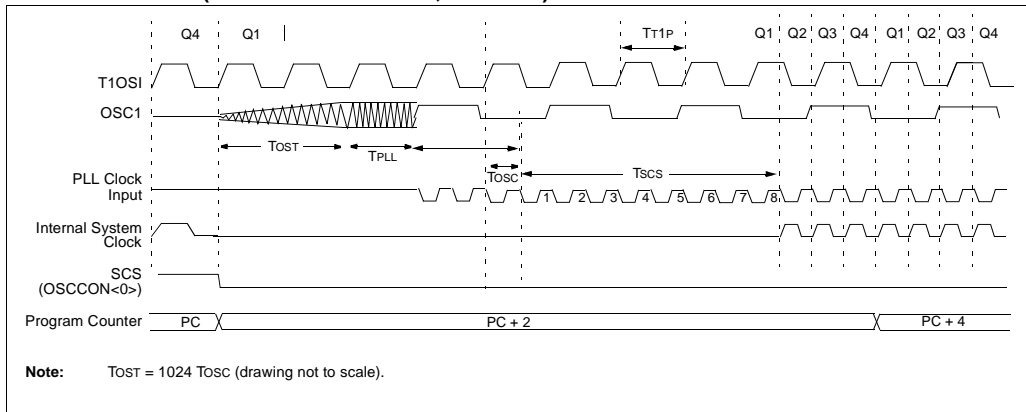 Q4 Q1 TT1P Q1 Q2 Q3 Q4 Q1 Q2 Q3 Q4
T1OSI
OSC1
TOST TPLL
TOSC TSCS
PLL Clock
Input
1 2 3 4 5 6 7 8
Internal System
Clock
SCS
(OSCCON<0>)
Program Counter PC PC + 2 PC + 4
Note: TOST = 1024 TOSC (drawing not to scale).